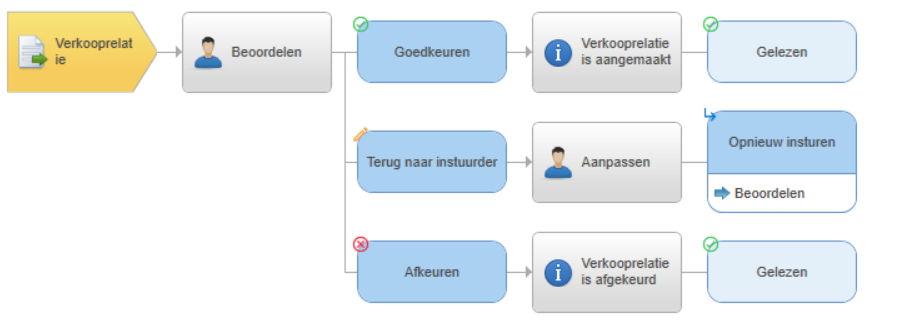 Verkooprelat
ie
Beoordelen
Goedkeuren
Verkooprelatie
is aangemaakt
Gelezen
Terug naar instuurder
Aanpassen
Opnieuw insturen
Beoordelen
Afkeuren
Verkooprelatie
is afgekeurd
Gelezen